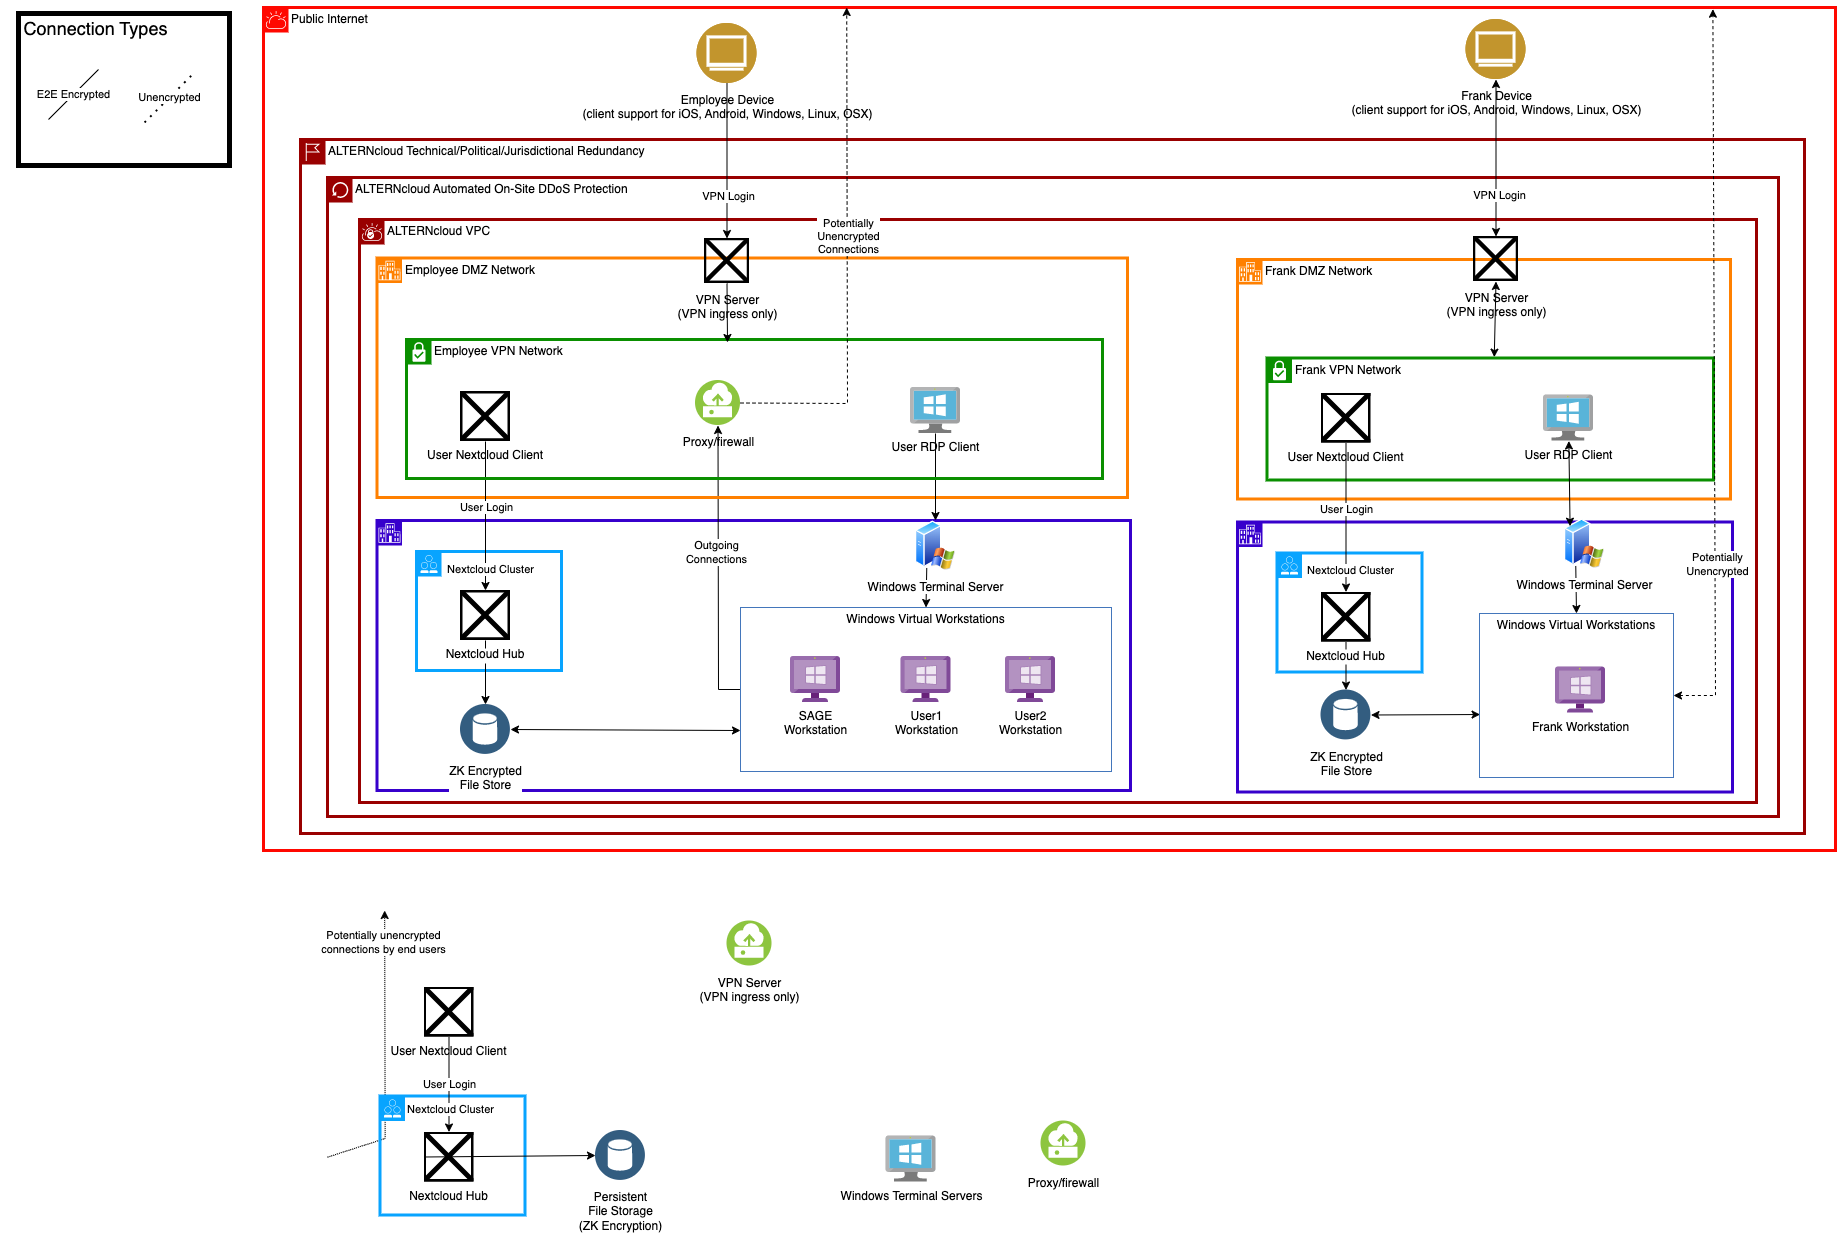 Connection Types
E2E Encrypted
Unencrypted
Public Internet
Employee Device
(client support for iOS, Android, Windows, Linux, OSX)
Frank Device
(client support for iOS, Android, Windows, Linux, OSX)
ALTERNcloud Technical/Political/Jurisdictional Redundancy
ALTERNcloud Automated On-Site DDoS Protection
VPN Login
VPN Login
ALTERNcloud VPC
Potentially
Unencrypted
Connections
Employee DMZ Network
VPN Server
(VPN ingress only)
Employee VPN Network
User Nextcloud Client
Proxy/firewall
User RDP Client
User Login
Outgoing
Connections
Nextcloud Cluster
Nextcloud Hub
ZK Encrypted
File Store
Windows Terminal Server
Windows Virtual Workstations
SAGE
Workstation
User1
Workstation
User2
Workstation
Frank DMZ Network
VPN Server
(VPN ingress only)
Frank VPN Network
User Nextcloud Client
User RDP Client
User Login
Nextcloud Cluster
Nextcloud Hub
ZK Encrypted
File Store
Windows Terminal Server
Potentially
Unencrypted
Windows Virtual Workstations
Frank Workstation
Potentially unencrypted
connections by end users
VPN Server
(VPN ingress only)
User Nextcloud Client
User Login
Nextcloud Cluster
Nextcloud Hub
Persistent
File Storage
(ZK Encryption)
Windows Terminal Servers
Proxy/firewall